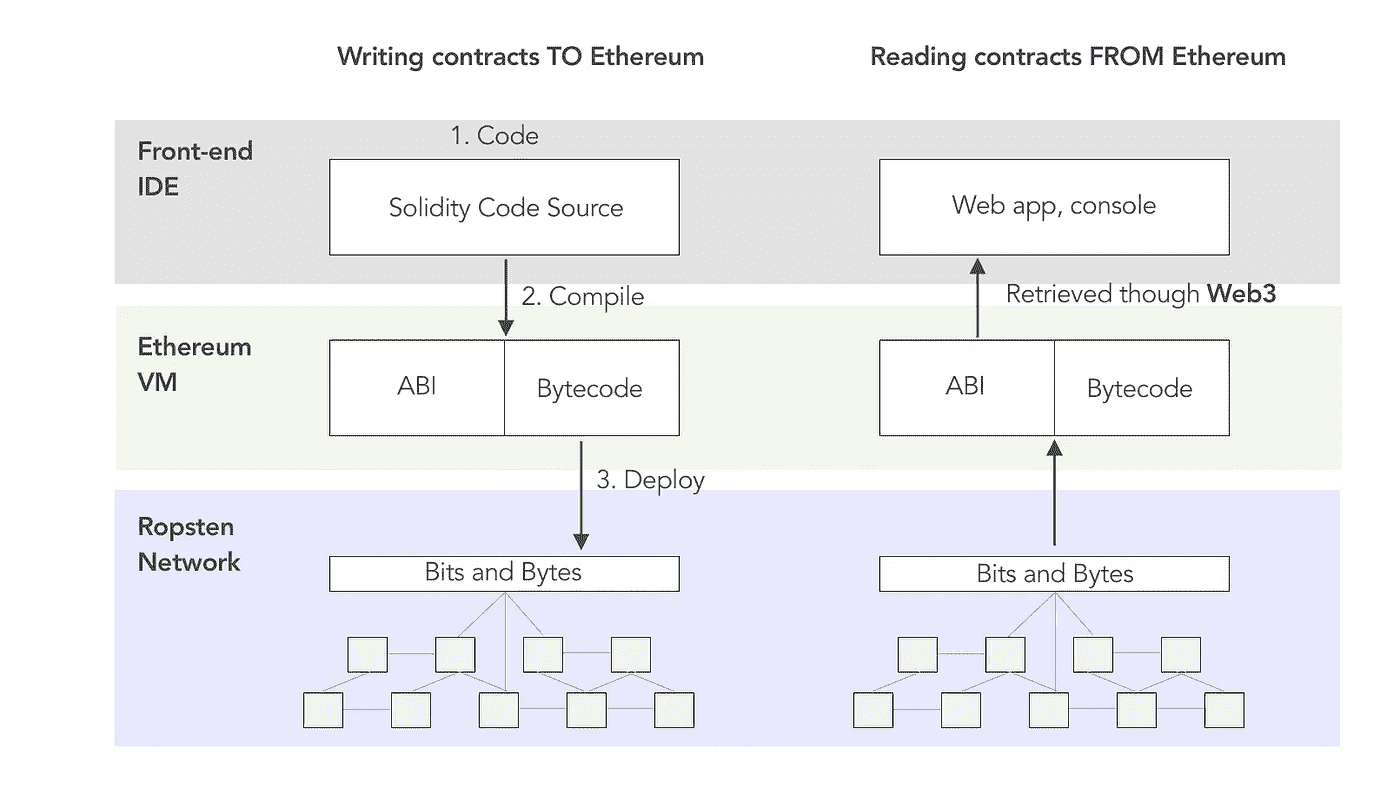 Writing contracts TO Ethereum
Reading contracts FROM Ethereum
Front-end
IDE
1. Code
Solidity Code Source
Web app, console
2. Compile
Retrieved though Web3
Ethereum
VM
ABI
Bytecode
ABI
Bytecode
3. Deploy
Ropsten
Network
Bits and Bytes
Bits and Bytes